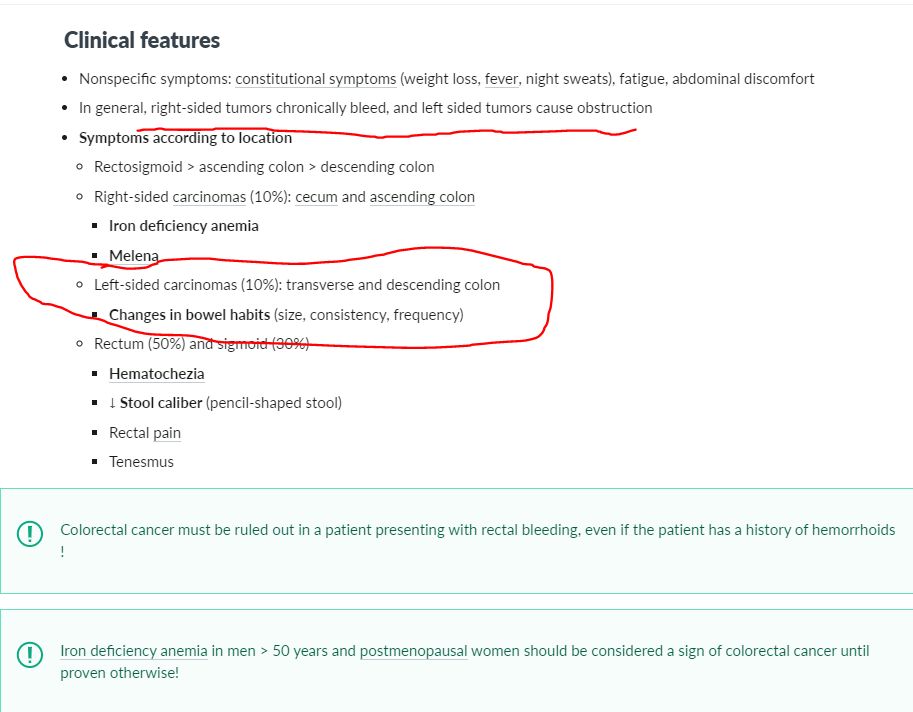 Clinical features
• Nonspecific symptoms: constitutional symptoms (weight loss, fever, night sweats), fatigue, abdominal discomfort
• In general, right-sided tumors chronically bleed, and left sided tumors cause obstruction
• Symptoms according to location
◦ Rectosigmoid > ascending colon > descending colon
◦ Right-sided carcinomas (10%): cecum and ascending colon
▪ Iron deficiency anemia
▪ Melena
◦ Left-sided carcinomas (10%): transverse and descending colon
▪ Changes in bowel habits (size, consistency, frequency)
◦ Rectum (50%) and sigmoid (30%)
▪ Hematochezia
▪ ↓ Stool caliber (pencil-shaped stool)
▪ Rectal pain
▪ Tenesmus
Colorectal cancer must be ruled out in a patient presenting with rectal bleeding, even if the patient has a history of hemorrhoids
!
Iron deficiency anemia in men > 50 years and postmenopausal women should be considered a sign of colorectal cancer until
proven otherwise!